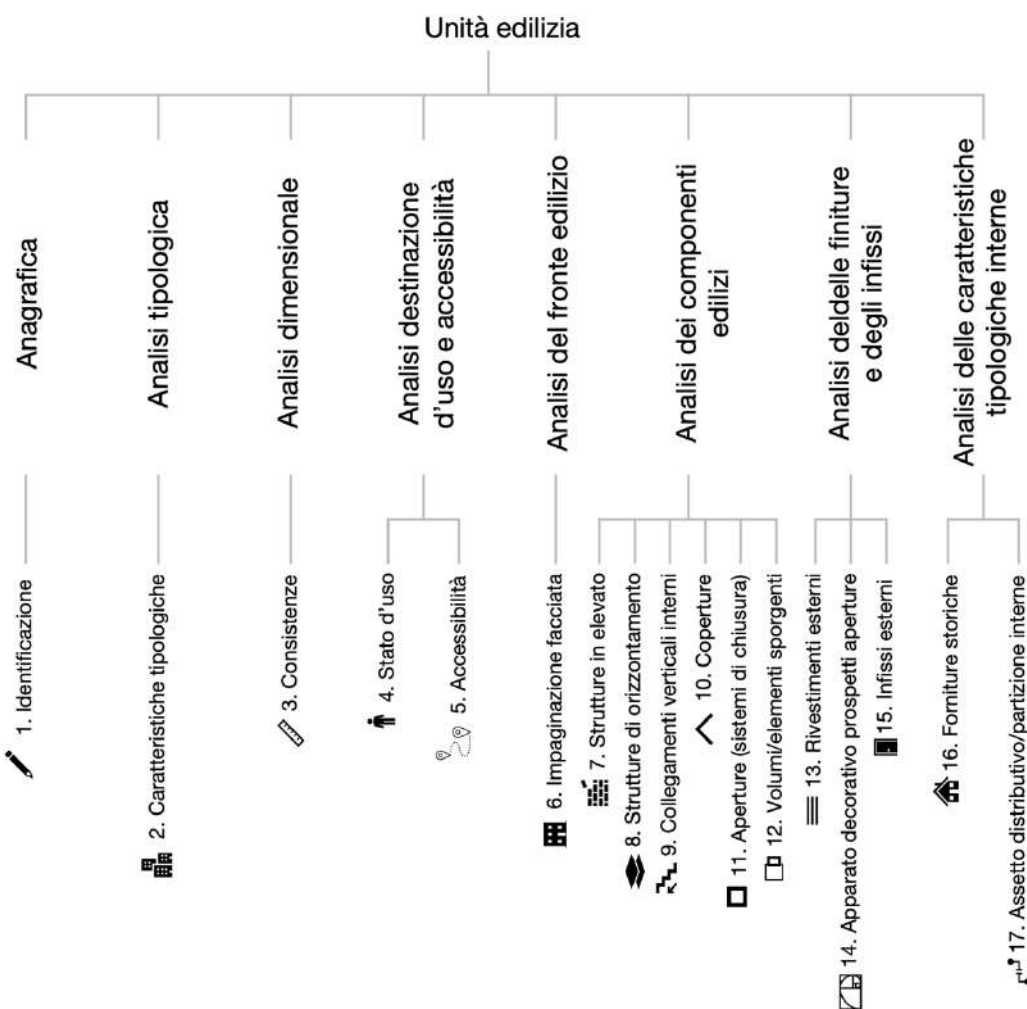 Unità edilizia
Anagrafica
1. Identificazione
Analisi tipologica
2. Caratteristiche tipologiche
Analisi dimensionale
3. Consistenze
Analisi destinazione
d'uso e accessibilità
4. Stato d'uso
5. Accessibilità
Analisi del fronte edilizio
6. Impaginazione facciata
Analisi dei componenti
edilizi
7. Strutture in elevato
8. Strutture di orizzontamento
9. Collegamenti verticali interni
10. Coperture
11. Aperture (sistemi di chiusura)
12. Volumi/elementi sporgenti
Analisi deldelle finiture
e degli infissi
13. Rivestimenti esterni
14. Apparato decorativo prospetti aperture
15. Infissi esterni
Analisi delle caratteristiche
tipologiche interne
16. Forniture storiche
17. Assetto distributivo/partizione interne